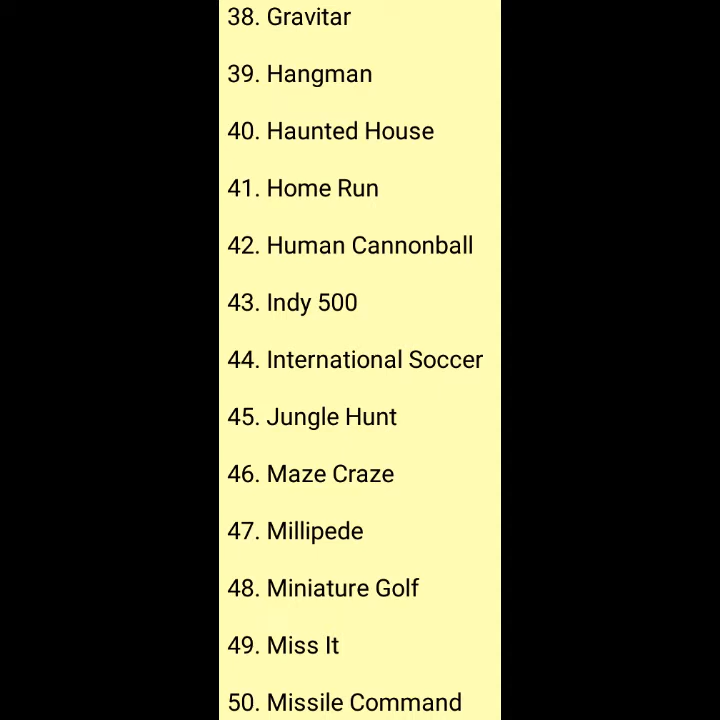 38. Gravitar
39. Hangman
40. Haunted House
41. Home Run
42. Human Cannonball
43. Indy 500
44. International Soccer
45. Jungle Hunt
46. Maze Craze
47. Millipede
48. Miniature Golf
49. Miss It
50. Missile Command